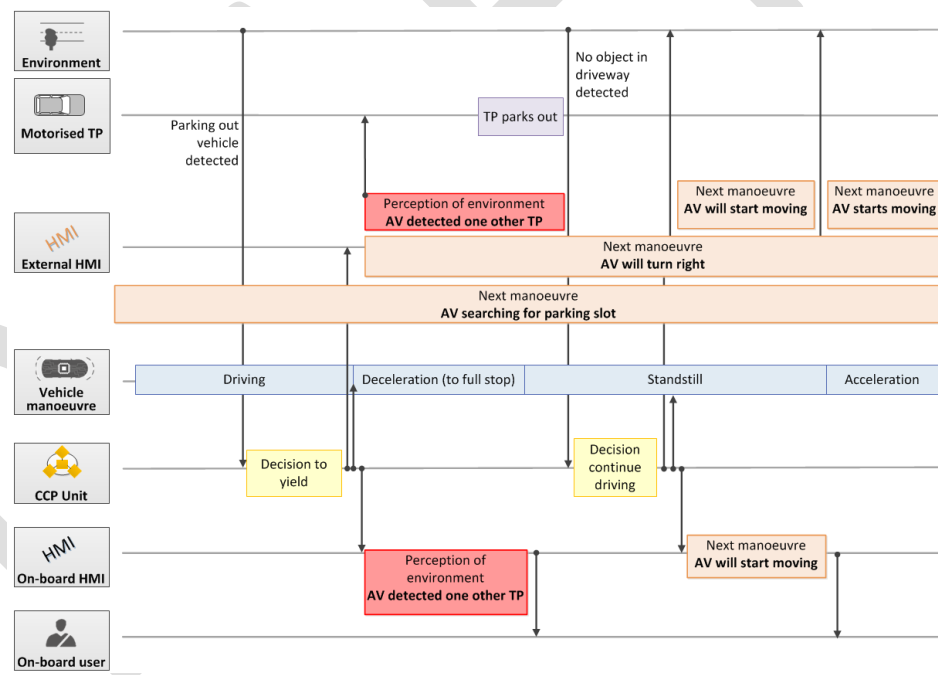 Environment
No object in
driveway
detected
Motorised TP
TP parks out
Parking out
vehicle
detected
Next manoeuvre
AV will start moving
Next manoeuvre
AV starts moving
Perception of environment
AV detected one other TP
HMI
External HMI
Next manoeuvre
AV will turn right
Next manoeuvre
AV searching for parking slot
Vehicle
manoeuvre
Driving
Deceleration (to full stop)
Standstill
Acceleration
CCP Unit
Decision to
yield
Decision
continue
driving
HMI
On-board HMI
Perception of
environment
AV detected one other TP
Next manoeuvre
AV will start moving
On-board user